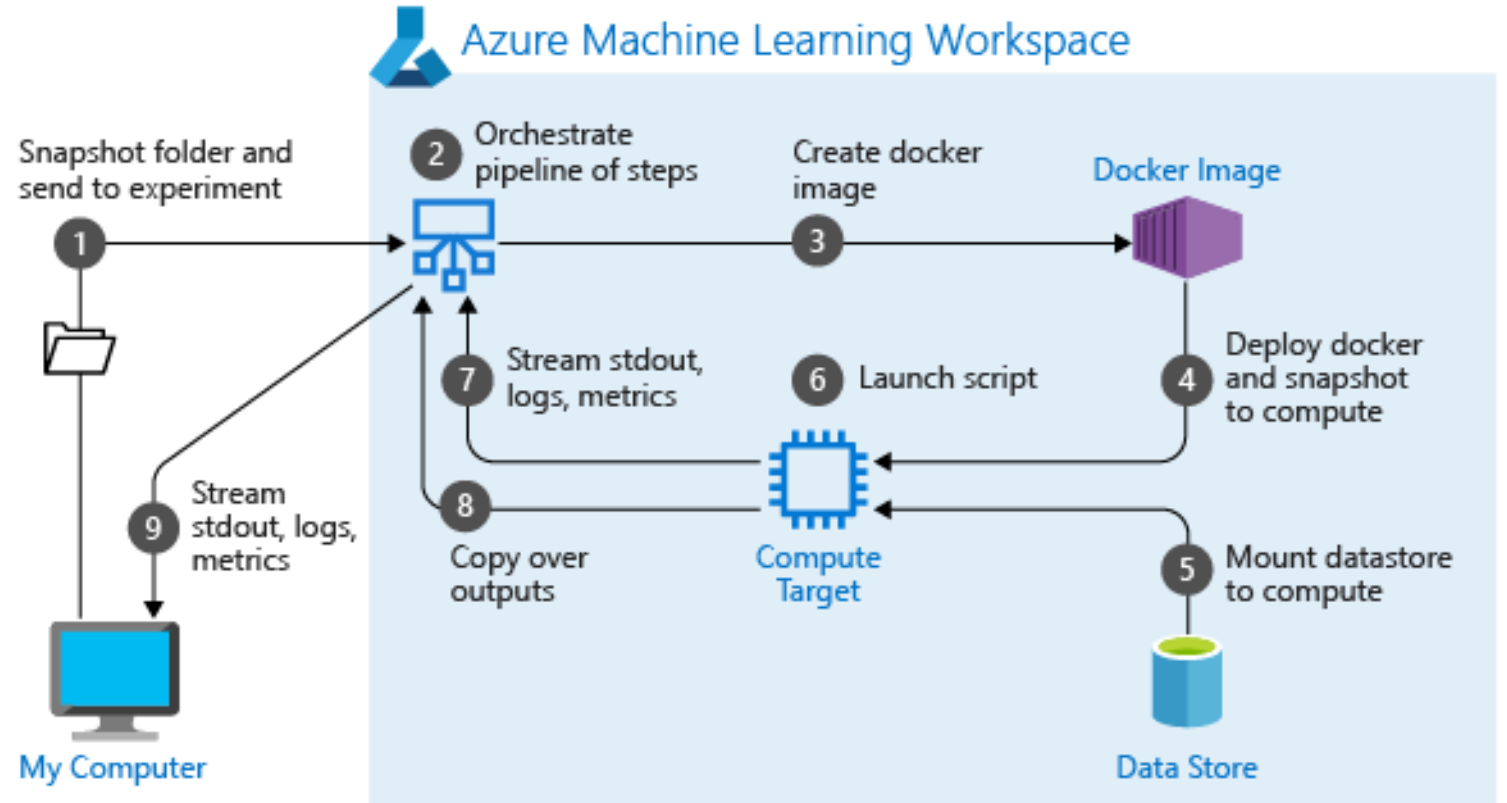 Azure Machine Learning Workspace
Snapshot folder and
send to experiment
1
2
Orchestrate
pipeline of steps
Create docker
image
3
Docker Image
Deploy docker
and snapshot
to compute
4
7
Stream stdout,
logs, metrics
6
Launch script
8
Copy over
outputs
Compute
Target
5
Mount datastore
to compute
9
Stream
stdout, logs,
metrics
My Computer
Data Store